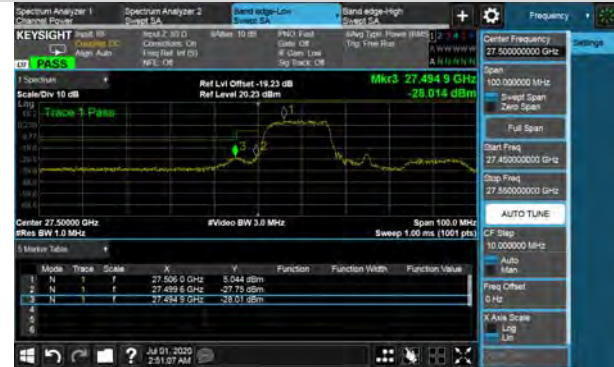 Spectrum Analyzer 1
Channel Power
Spectrum Analyzer 2
Swept SA
Band edge-Low
Swept SA
Band edge-High
Swept SA
Frequency
KEYSIGHT
Input: RF
Coupling: DC
Align: Auto
Input Z: 50 Ω
Corrections: On
Freq Ref: Int (S)
NFE: Off
PNO: Fast
Gate: Off
IF Gain: Low
Sig Track: Off
Trig: Free Run
PASS
1 Spectrum
Scale/Div 10 dB
Ref Lvl Offset -19.23 dB
Ref Level 20.23 dBm
Mkr3 27.494 9 GHz
-28.014 dBm
Log
Trace 1 Pass
1
2
3
Center 27.50000 GHz
#Res BW 1.0 MHz
#Video BW 3.0 MHz
Span 100.0 MHz
Sweep 1.00 ms (1001 pts)
5 Marker Table
Mode Trace Scale X Y Function Function Width Function Value
1 N 1 f 27.506 0 GHz 5.044 dBm
2 N 1 f 27.499 6 GHz -27.79 dBm
3 N 1 f 27.494 9 GHz -28.01 dBm
4
5
6
Jul 01, 2020
2:51:07 AM
Center Frequency
27.500000000 GHz
Settings
Span
100.000000 MHz
Swept Span
Zero Span
Full Span
Start Freq
27.450000000 GHz
Stop Freq
27.550000000 GHz
AUTO TUNE
CF Step
10.000000 MHz
Auto
Man
Freq Offset
0 Hz
X Axis Scale
Log
Lin